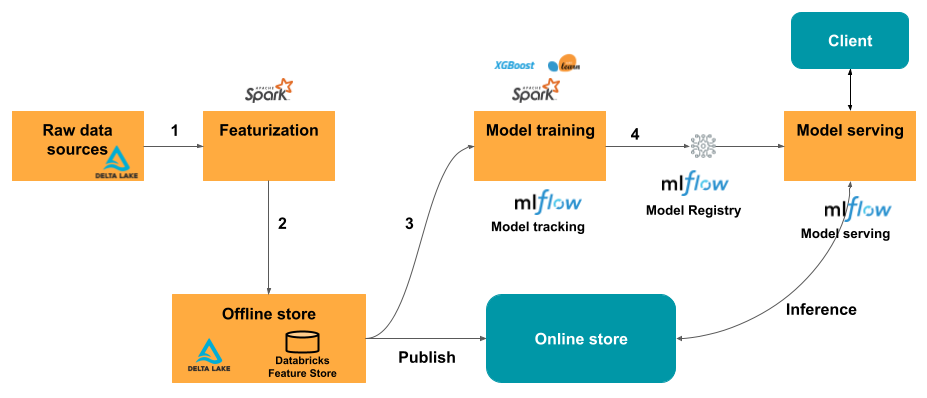 Client
XGBoost
learn
APACHE
Spark
APACHE
Spark
Raw data
sources
DELTA LAKE
1
Featurization
Model training
4
Model serving
mlflow
Model tracking
mlflow
Model Registry
mlflow
Model serving
2
3
Offline store
DELTA LAKE
Databricks
Feature Store
Publish
Online store
Inference